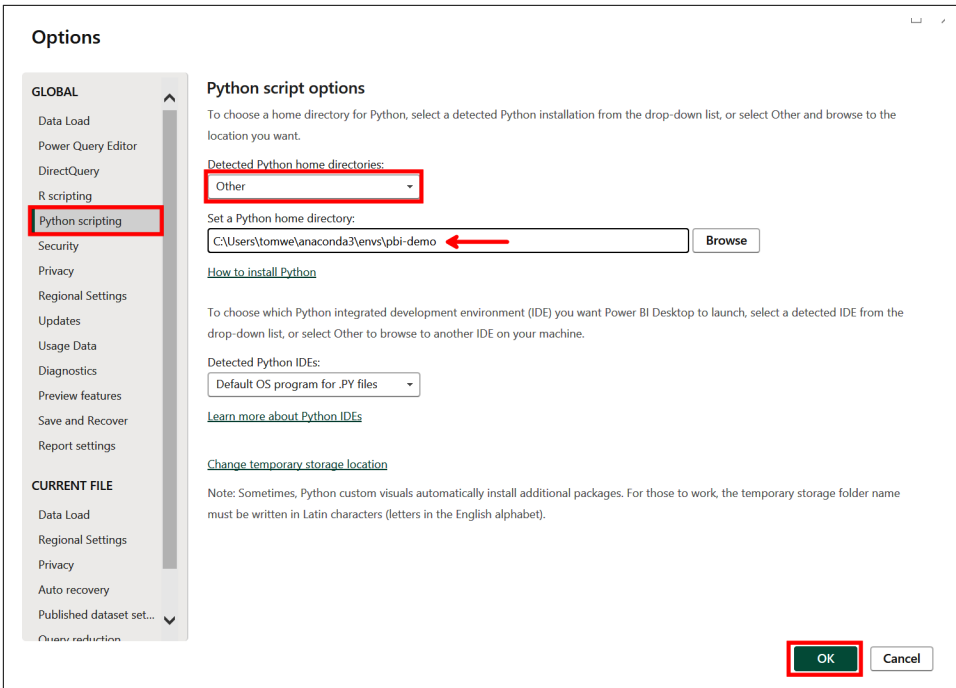 Options
GLOBAL
Data Load
Power Query Editor
DirectQuery
R scripting
Python scripting
Security
Privacy
Regional Settings
Updates
Usage Data
Diagnostics
Preview features
Save and Recover
Report settings
CURRENT FILE
Data Load
Regional Settings
Privacy
Auto recovery
Published dataset set...
Query reduction
Python script options
To choose a home directory for Python, select a detected Python installation from the drop-down list, or select Other and browse to the
location you want.
Detected Python home directories:
Other
Set a Python home directory:
C:\Users\tomwe\anaconda3\envs\pbi-demo
Browse
How to install Python
To choose which Python integrated development environment (IDE) you want Power BI Desktop to launch, select a detected IDE from the
drop-down list, or select Other to browse to another IDE on your machine.
Detected Python IDEs:
Default OS program for .PY files
Learn more about Python IDEs
Change temporary storage location
Note: Sometimes, Python custom visuals automatically install additional packages. For those to work, the temporary storage folder name
must be written in Latin characters (letters in the English alphabet).
OK
Cancel